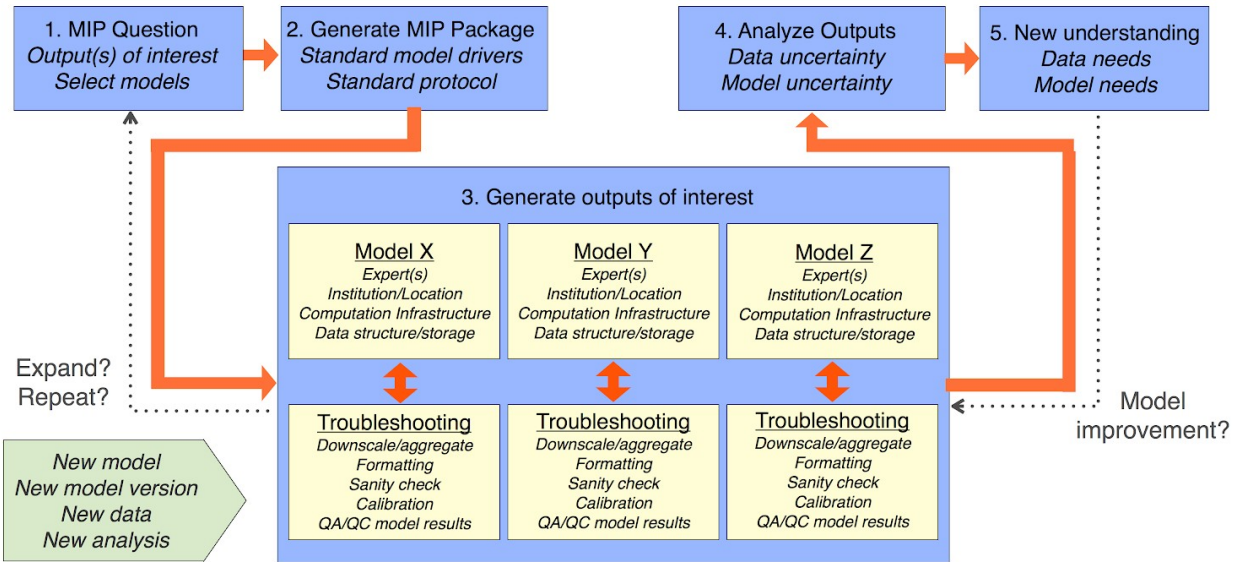 1. MIP Question
Output(s) of interest
Select models
2. Generate MIP Package
Standard model drivers
Standard protocol
4. Analyze Outputs
Data uncertainty
Model uncertainty
5. New understanding
Data needs
Model needs
3. Generate outputs of interest
Model X
Expert(s)
Institution/Location
Computation Infrastructure
Data structure/storage
Model Y
Expert(s)
Institution/Location
Computation Infrastructure
Data structure/storage
Model Z
Expert(s)
Institution/Location
Computation Infrastructure
Data structure/storage
Troubleshooting
Downscale/aggregate
Formatting
Sanity check
Calibration
QA/QC model results
Troubleshooting
Downscale/aggregate
Formatting
Sanity check
Calibration
QA/QC model results
Troubleshooting
Downscale/aggregate
Formatting
Sanity check
Calibration
QA/QC model results
Expand?
Repeat?
Model
improvement?
New model
New model version
New data
New analysis